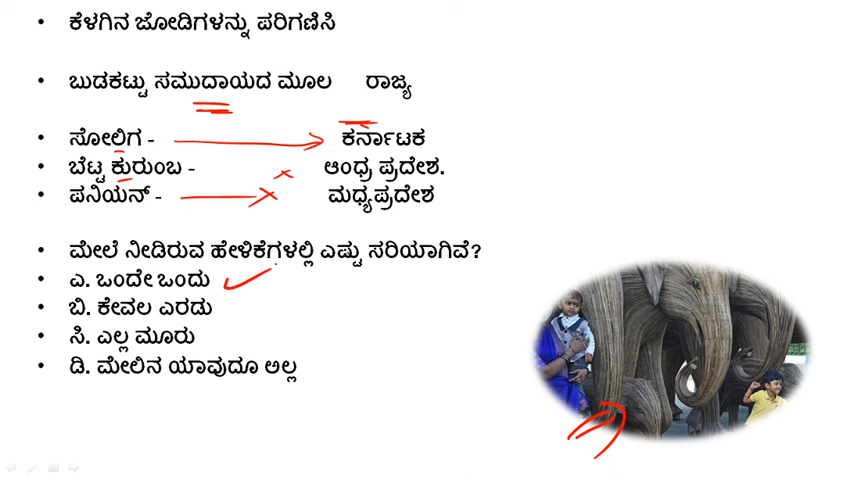 ಕೆಳಗಿನ ಜೋಡಿಗಳನ್ನು ಪರಿಗಣಿಸಿ
ಬುಡಕಟ್ಟು ಸಮುದಾಯದ ಮೂಲ ರಾಜ್ಯ
ಸೋಲಿಗ - ಕರ್ನಾಟಕ
ಬೆಟ್ಟ ಕುರುಂಬ - ಆಂಧ್ರ ಪ್ರದೇಶ.
ಪನಿಯನ್ - ಮಧ್ಯಪ್ರದೇಶ
ಮೇಲೆ ನೀಡಿರುವ ಹೇಳಿಕೆಗಳಲ್ಲಿ ಎಷ್ಟು ಸರಿಯಾಗಿವೆ?
ಎ. ಒಂದೇ ಒಂದು
ಬಿ. ಕೇವಲ ಎರಡು
ಸಿ. ಎಲ್ಲ ಮೂರು
ಡಿ. ಮೇಲಿನ ಯಾವುದೂ ಅಲ್ಲ